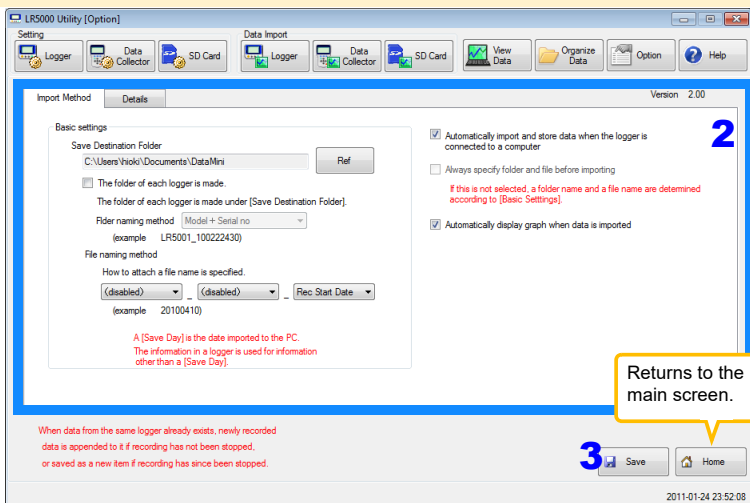 LR5000 Utility [Option]
Setting
Data Import
Logger
Data
Collector
SD Card
Logger
Data
Collector
SD Card
View
Data
Organize
Data
Option
Help
Import Method
Details
Version 2.00
Basic settings
Save Destination Folder
C:\Users\hioki\Documents\DataMini
Ref
The folder of each logger is made.
The folder of each logger is made under [Save Destination Folder].
Flder naming method
Model + Serial no
(example LR5001_100222430)
File naming method
How to attach a file name is specified.
(disabled) _ (disabled) _ Rec Start Date
(example 20100410)
A [Save Day] is the date imported to the PC.
The information in a logger is used for information
other than a [Save Day].
2
Automatically import and store data when the logger is
connected to a computer
Always specify folder and file before importing
If this is not selected, a folder name and a file name are determined
according to [Basic Setttings].
Automatically display graph when data is imported
Returns to the
main screen.
When data from the same logger already exists, newly recorded
data is appended to it if recording has not been stopped,
or saved as a new item if recording has since been stopped.
3
Save
Home
2011-01-24 23:52:08